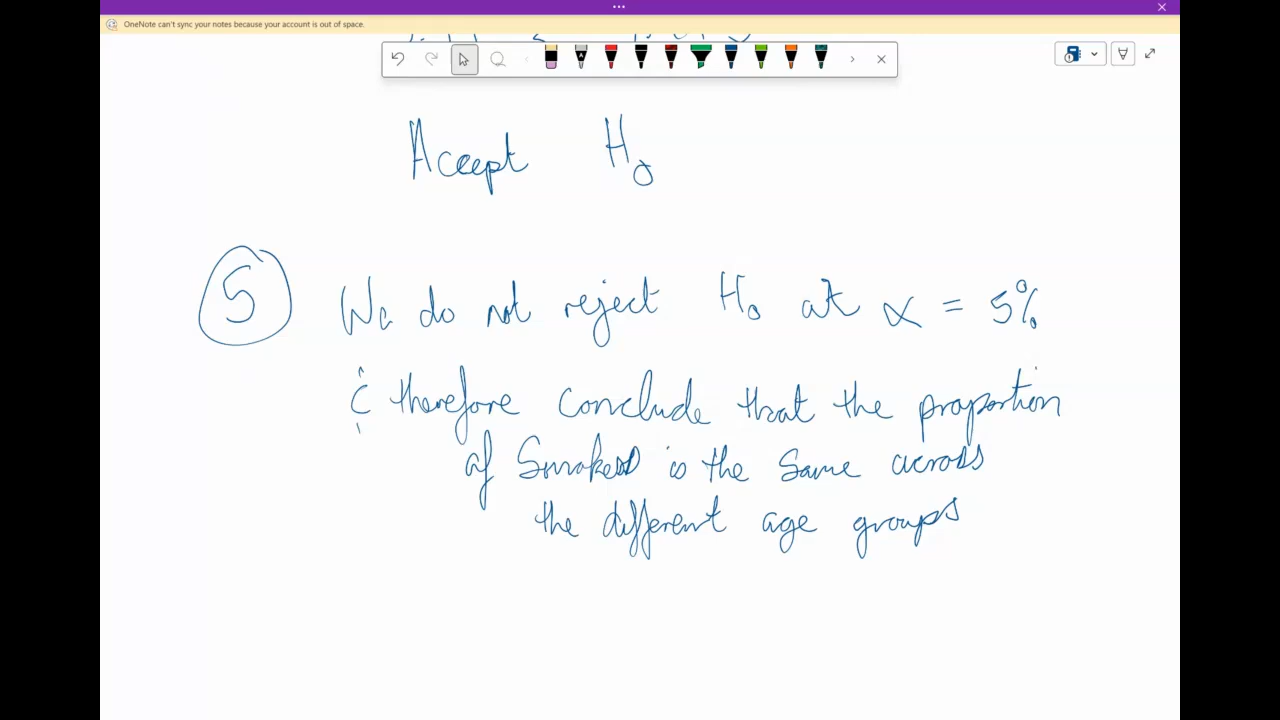 OneNote can't sync your notes because your account is out of space.
Accept H₀
5 We do not reject H₀ at α = 5%
& therefore conclude that the proportion
of Smokers is the same across
the different age groups